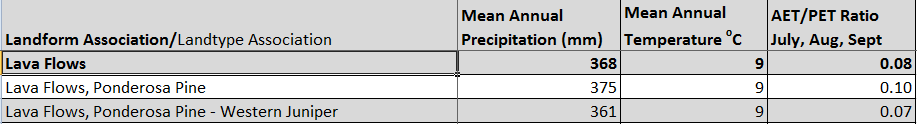 Landform Association/Landtype Association Mean Annual Precipitation (mm) Mean Annual Temperature °C AET/PET Ratio July, Aug, Sept
Lava Flows 368 9 0.08
Lava Flows, Ponderosa Pine 375 9 0.10
Lava Flows, Ponderosa Pine - Western Juniper 361 9 0.07